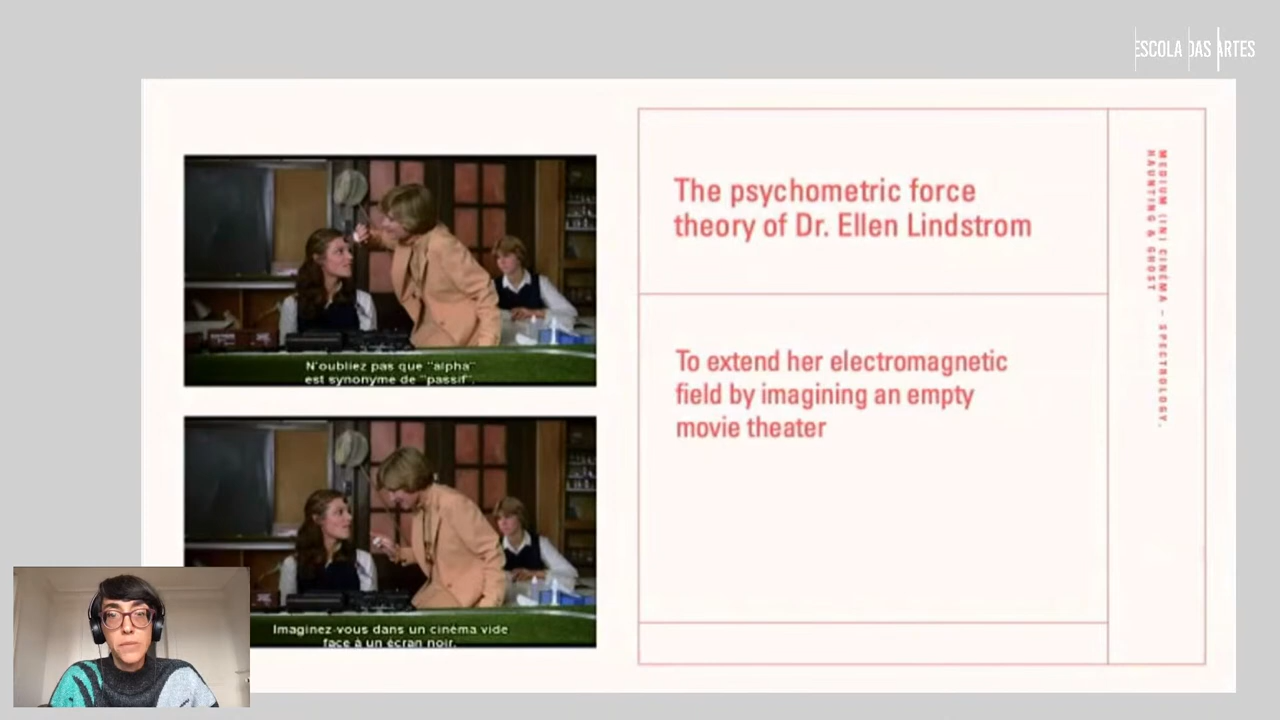 ESCOLA DAS ARTES
N'oubliez pas que "alpha"
est synonyme de "passif".
Imaginez-vous dans un cinéma vide
face à un écran noir.
The psychometric force
theory of Dr. Ellen Lindstrom
To extend her electromagnetic
field by imagining an empty
movie theater
MEDIUM (IN) CINÉMA – SPECTROLOGY,
HAUNTING & GHOST